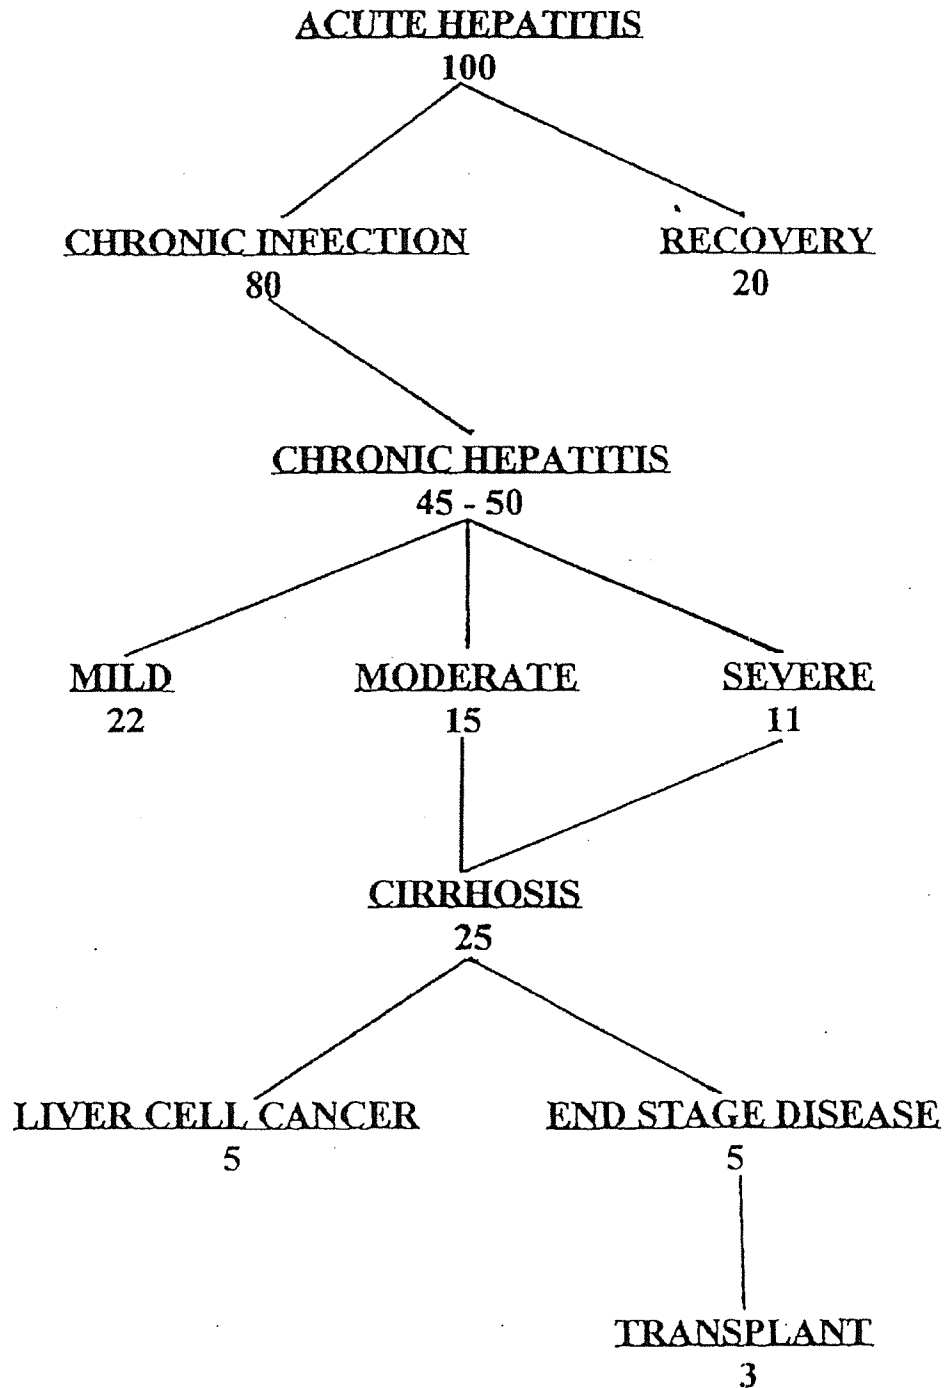 ACUTE HEPATITIS
100
CHRONIC INFECTION
RECOVERY
80
20
CHRONIC HEPATITIS
45 - 50
MILD
MODERATE
SEVERE
22
15
11
CIRRHOSIS
25
LIVER CELL CANCER
END STAGE DISEASE
5
5
TRANSPLANT
3